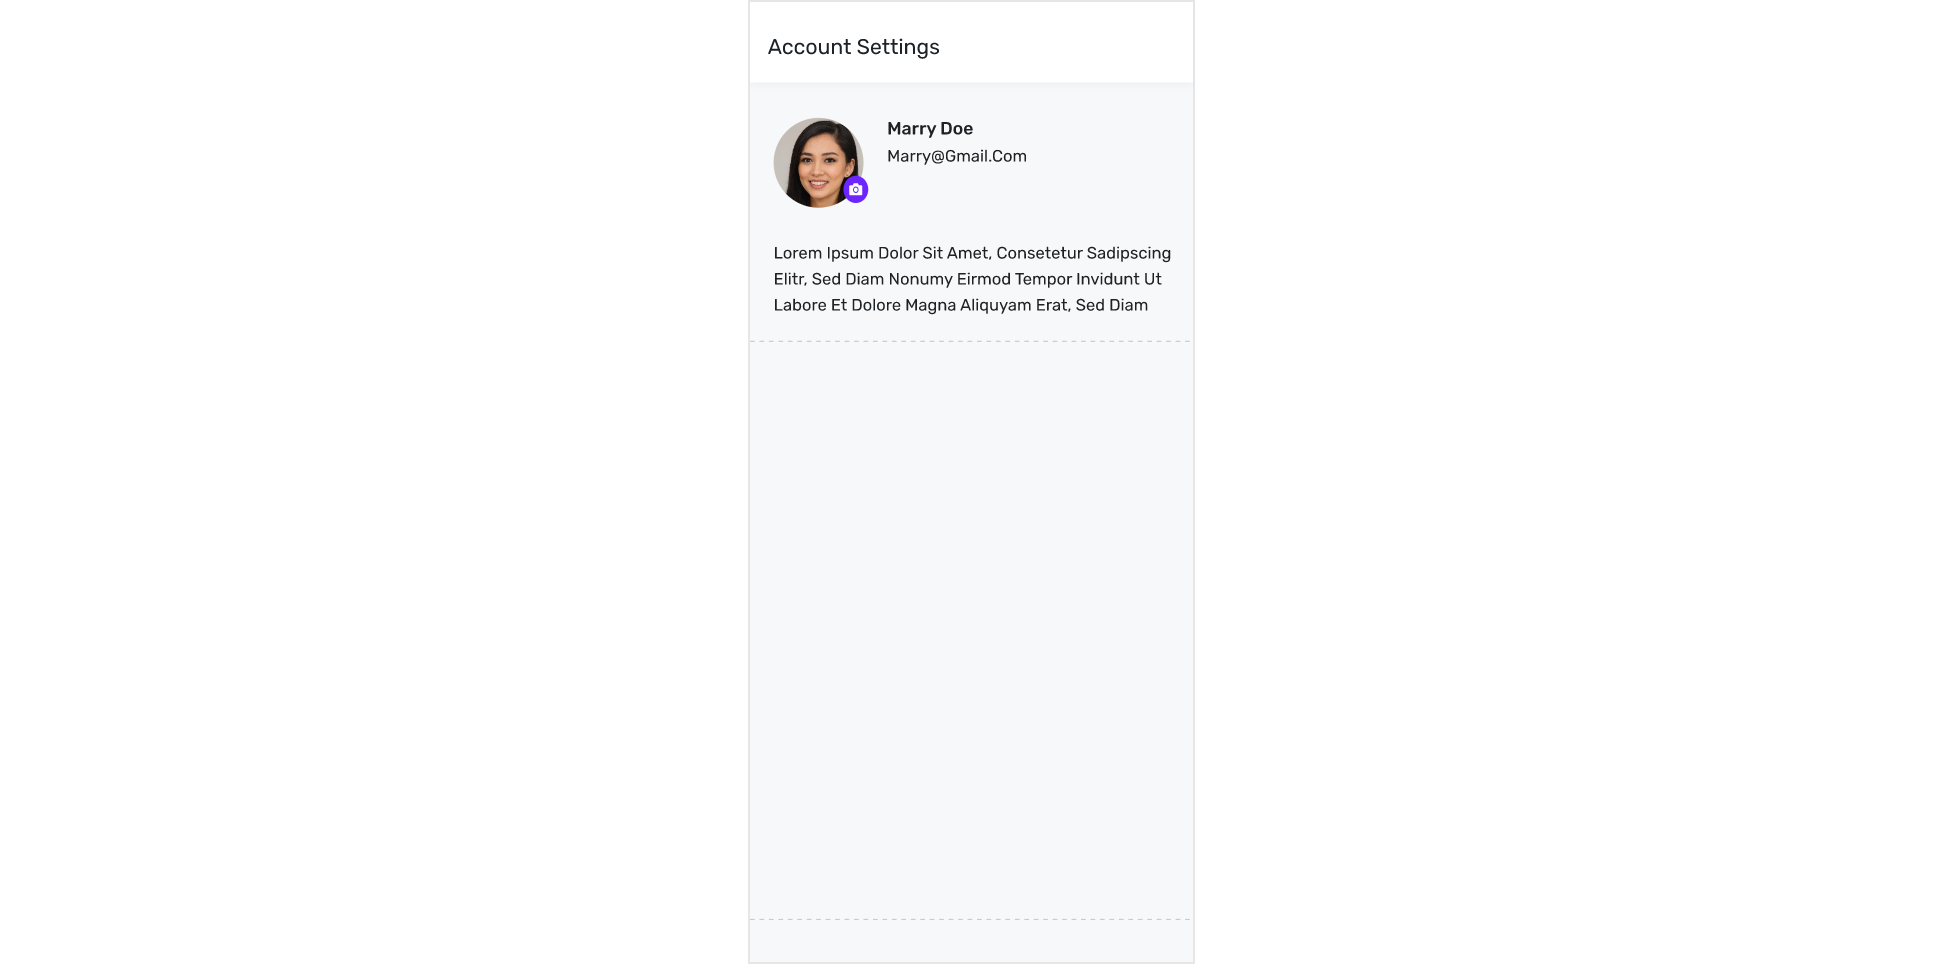 Account Settings
Marry Doe
Marry@Gmail.Com
Lorem Ipsum Dolor Sit Amet, Consetetur Sadipscing
Elitr, Sed Diam Nonumy Eirmod Tempor Invidunt Ut
Labore Et Dolore Magna Aliquyam Erat, Sed Diam